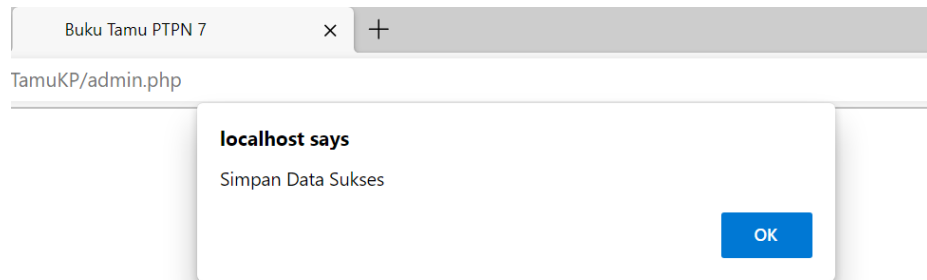 Buku Tamu PTPN 7
TamuKP/admin.php
localhost says
Simpan Data Sukses
OK